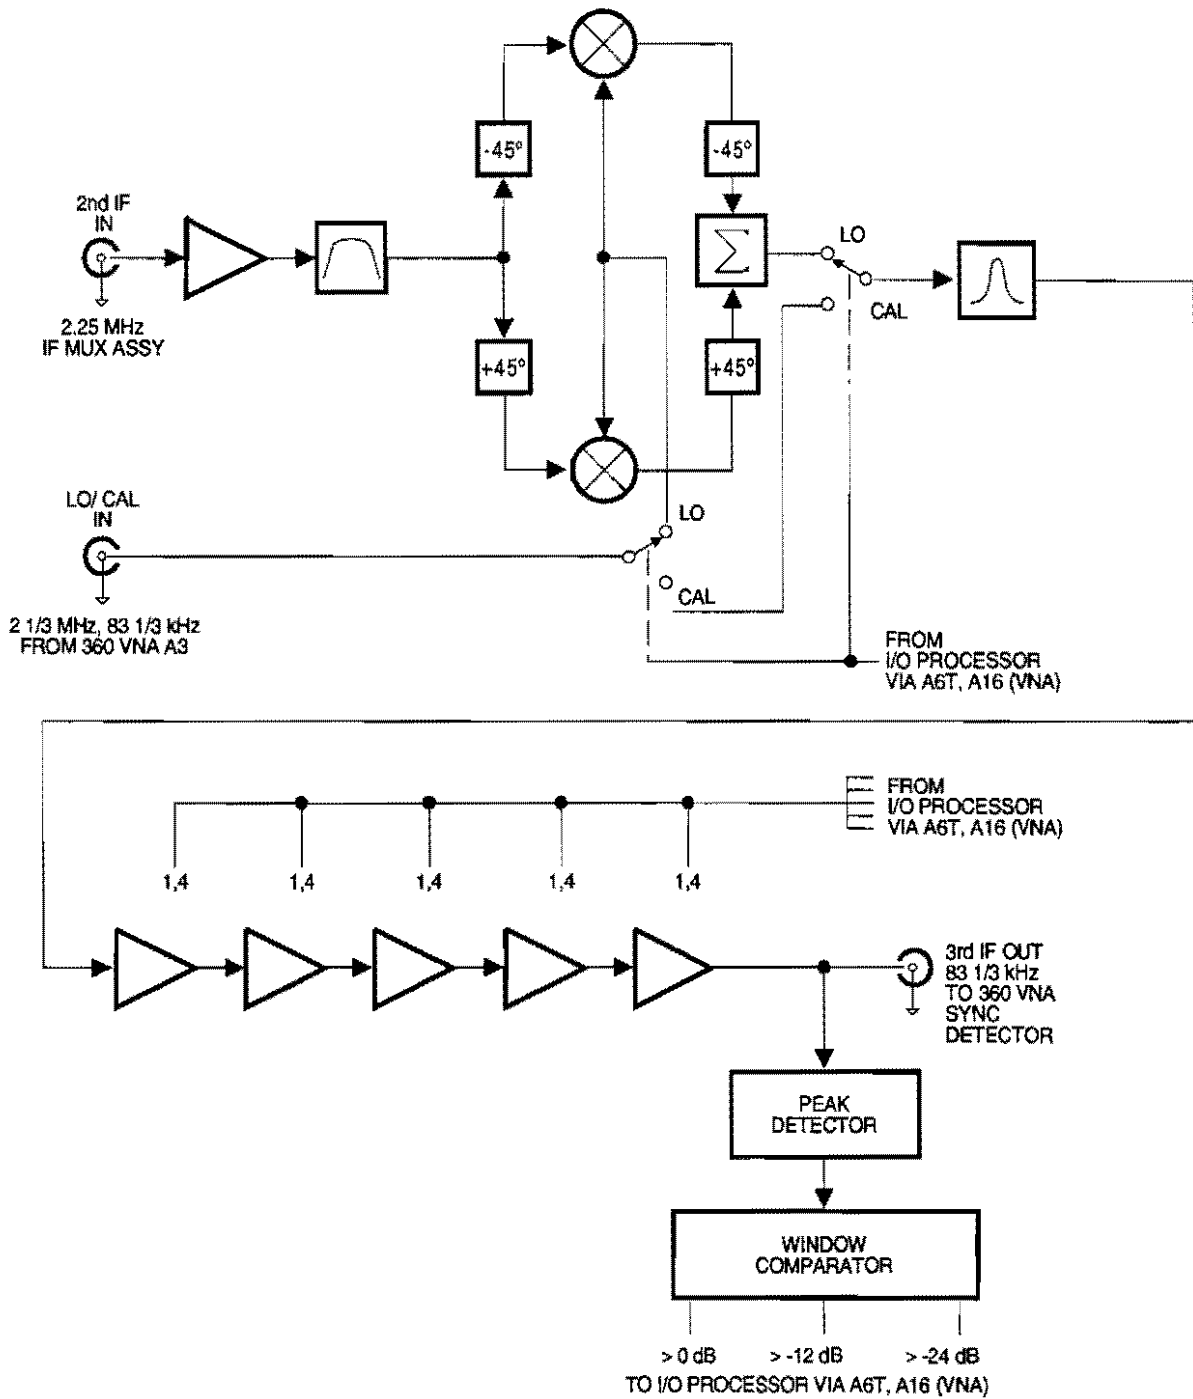 -45°
-45°
2nd IF
IN
Σ
LO
CAL
2.25 MHz
IF MUX ASSY
+45°
+45°
LO/ CAL
IN
LO
CAL
2 1/3 MHz, 83 1/3 kHz
FROM 360 VNA A3
FROM
I/O PROCESSOR
VIA A6T, A16 (VNA)
FROM
I/O PROCESSOR
VIA A6T, A16 (VNA)
1,4
1,4
1,4
1,4
1,4
3rd IF OUT
83 1/3 kHz
TO 360 VNA
SYNC
DETECTOR
PEAK
DETECTOR
WINDOW
COMPARATOR
> 0 dB
> -12 dB
> -24 dB
TO I/O PROCESSOR VIA A6T, A16 (VNA)